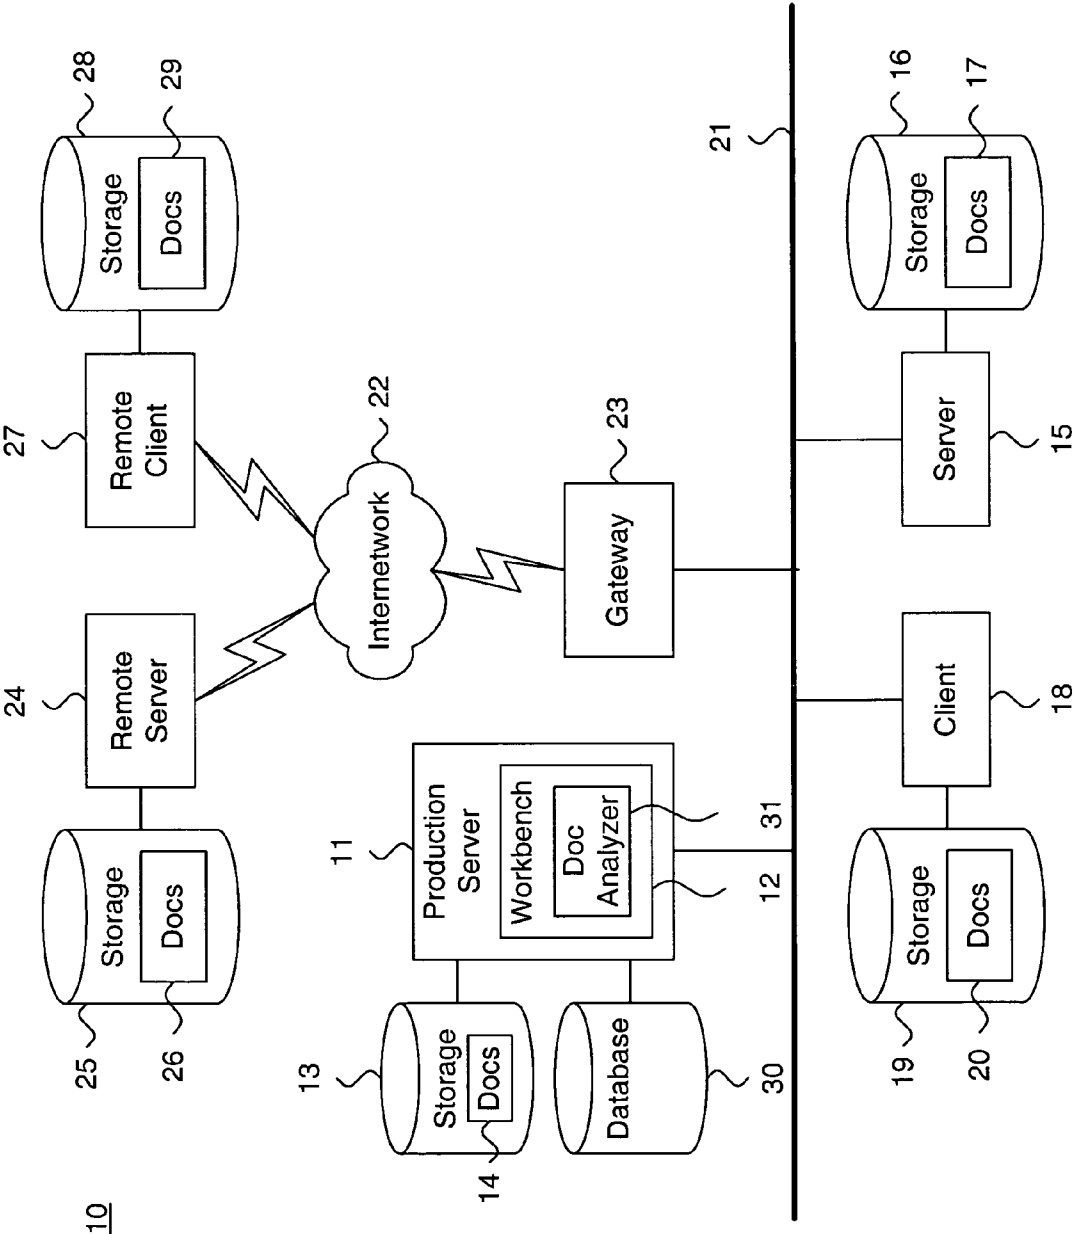 10
24
27
25
Storage
Remote
Server
Remote
Client
Storage
28
26
Docs
Docs
29
13
11
22
Internetwork
Storage
Docs
14
Production
Server
Workbench
Doc
Analyzer
Gateway
23
Database
30
12
31
21
19
Storage
Docs
20
Client
18
Server
15
Storage
16
Docs
17